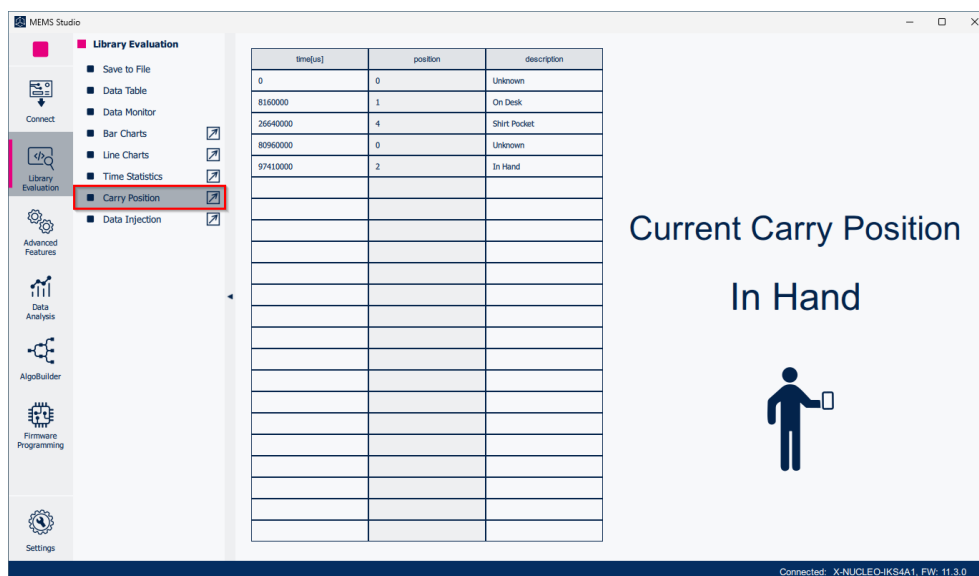 MEMS Studio
Connect
Library
Evaluation
Advanced
Features
Data
Analysis
AlgoBuilder
Firmware
Programming
Settings
Library Evaluation
Save to File
Data Table
Data Monitor
Bar Charts
Line Charts
Time Statistics
Carry Position
Data Injection
time[us] position description
0 0 Unknown
8160000 1 On Desk
26640000 4 Shirt Pocket
80960000 0 Unknown
97410000 2 In Hand
Current Carry Position
In Hand
Connected: X-NUCLEO-IKS4A1, FW: 11.3.0